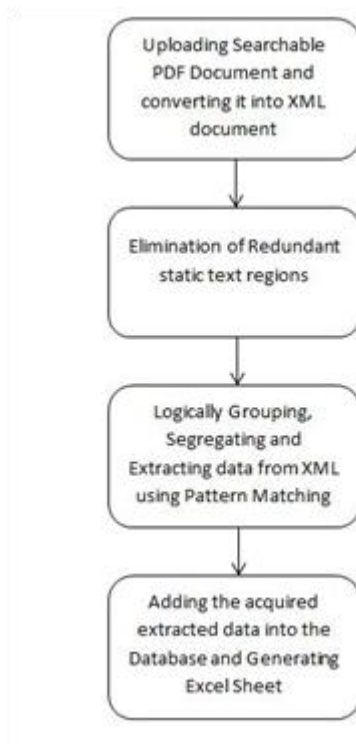 Uploading Searchable
PDF Document and
converting it into XML
document
Elimination of Redundant
static text regions
Logically Grouping,
Segregating and
Extracting data from XML
using Pattern Matching
Adding the acquired
extracted data into the
Database and Generating
Excel Sheet